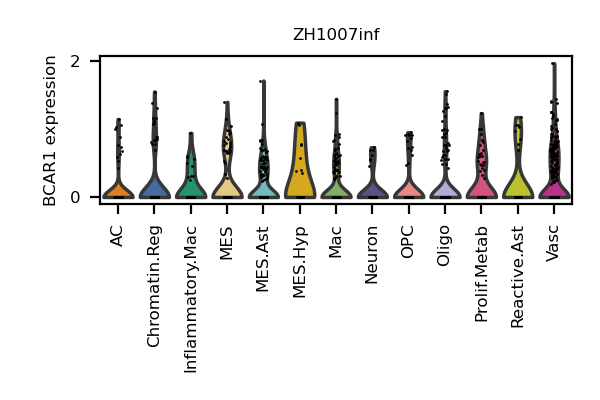 ZH1007inf
BCAR1 expression
2
0
AC
Chromatin.Reg
Inflammatory.Mac
MES
MES.Ast
MES.Hyp
Mac
Neuron
OPC
Oligo
Prolif.Metab
Reactive.Ast
Vasc